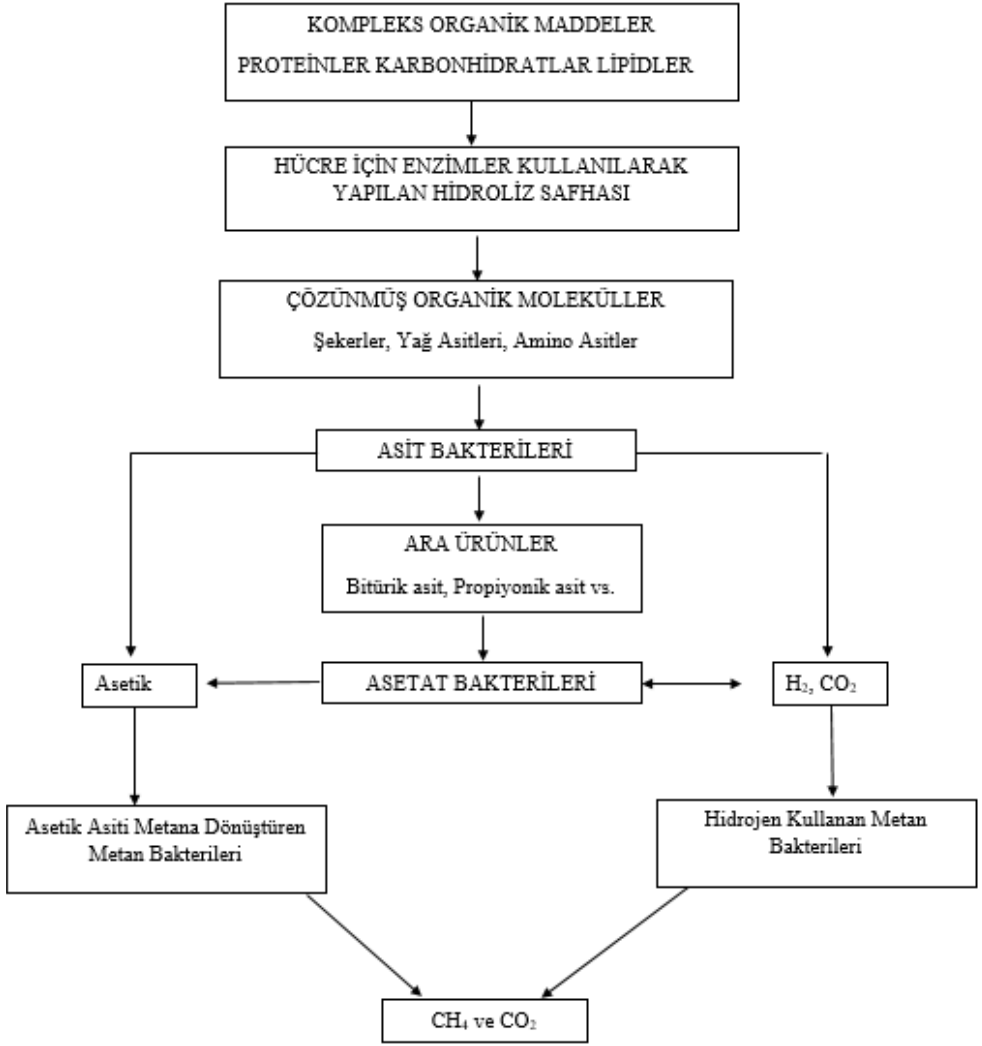 KOMPLEKS ORGANİK MADDELER
PROTEİNLER KARBONHİDRATLAR LİPİDLER
HÜCRE İÇİN ENZİMLER KULLANILARAK
YAPILAN HİDROLİZ SAFHASI
ÇÖZÜNMÜŞ ORGANİK MOLEKÜLLER
Şekerler, Yağ Asitleri, Amino Asitler
ASİT BAKTERİLERİ
ARA ÜRÜNLER
Bitürik asit, Propiyonik asit vs.
Asetik
ASETAT BAKTERİLERİ
H₂, CO₂
Asetik Asiti Metana Dönüştüren
Metan Bakterileri
Hidrojen Kullanan Metan
Bakterileri
CH₄ ve CO₂